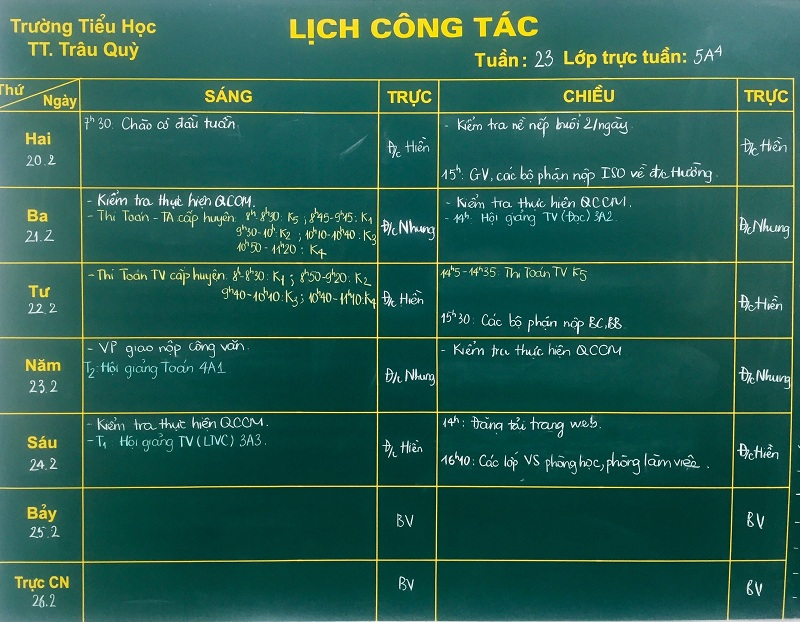 Trường Tiểu Học
TT. Trâu Quỳ
LỊCH CÔNG TÁC
Tuần: 23 Lớp trực tuần: 5A4
Thứ
Ngày
SÁNG
TRỰC
CHIỀU
TRỰC
Hai
20.2
7h30: Chào cờ đầu tuần
Đ/c Hiền
- Kiểm tra nề nếp buổi 2/ngày.
15h: GV, các bộ phận nộp ISO về đ/c Hường.
Đ/c Hiền
Ba
21.2
- Kiểm tra thực hiện QCCM.
- Thi Toán - TA cấp huyện: 8h-8h30: K5; 8h45-9h15: K1
9h30-10h: K2; 10h10-10h40: K3
10h50-11h20: K4
Đ/c Nhung
- Kiểm tra thực hiện QCCM.
- 14h: Hội giảng TV (Đọc) 3A2.
Đ/c Nhung
Tư
22.2
- Thi Toán TV cấp huyện: 8h-8h30: K1; 8h50-9h20: K2
9h40-10h10: K3; 10h40-11h10: K4
Đ/c Hiền
14h5-14h35: Thi Toán TV K5
15h30: Các bộ phận nộp BC, BB.
Đ/c Hiền
Năm
23.2
- VP giao nộp công văn.
T2: Hội giảng Toán 4A1
Đ/c Nhung
- Kiểm tra thực hiện QCCM
Đ/c Nhung
Sáu
24.2
- Kiểm tra thực hiện QCCM.
- T1 Hội giảng TV (LTVC) 3A3.
Đ/c Hiền
14h: Đăng tải trang web.
16h40: Các lớp VS phòng học, phòng làm việc.
Đ/c Hiền
Bảy
25.2
BV
BV
Trực CN
26.2
BV
BV